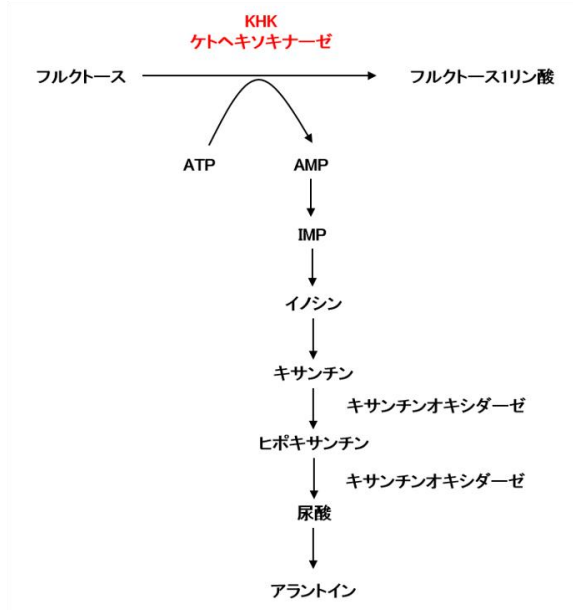 KHK
ケトヘキソキナーゼ
フルクトース
フルクトース1リン酸
ATP
AMP
IMP
イノシン
キサンチン
キサンチンオキシダーゼ
ヒポキサンチン
キサンチンオキシダーゼ
尿酸
アラントイン